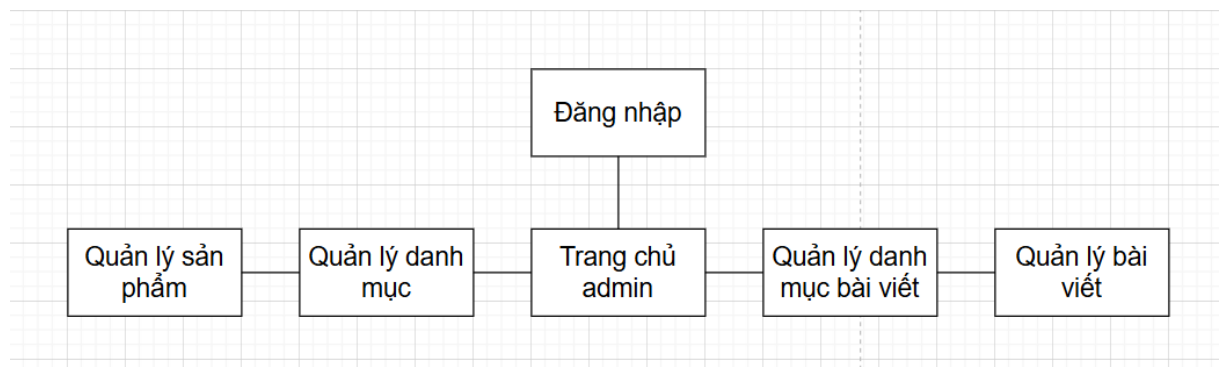 Đăng nhập
Quản lý sản
phẩm
Quản lý danh
mục
Trang chủ
admin
Quản lý danh
mục bài viết
Quản lý bài
viết